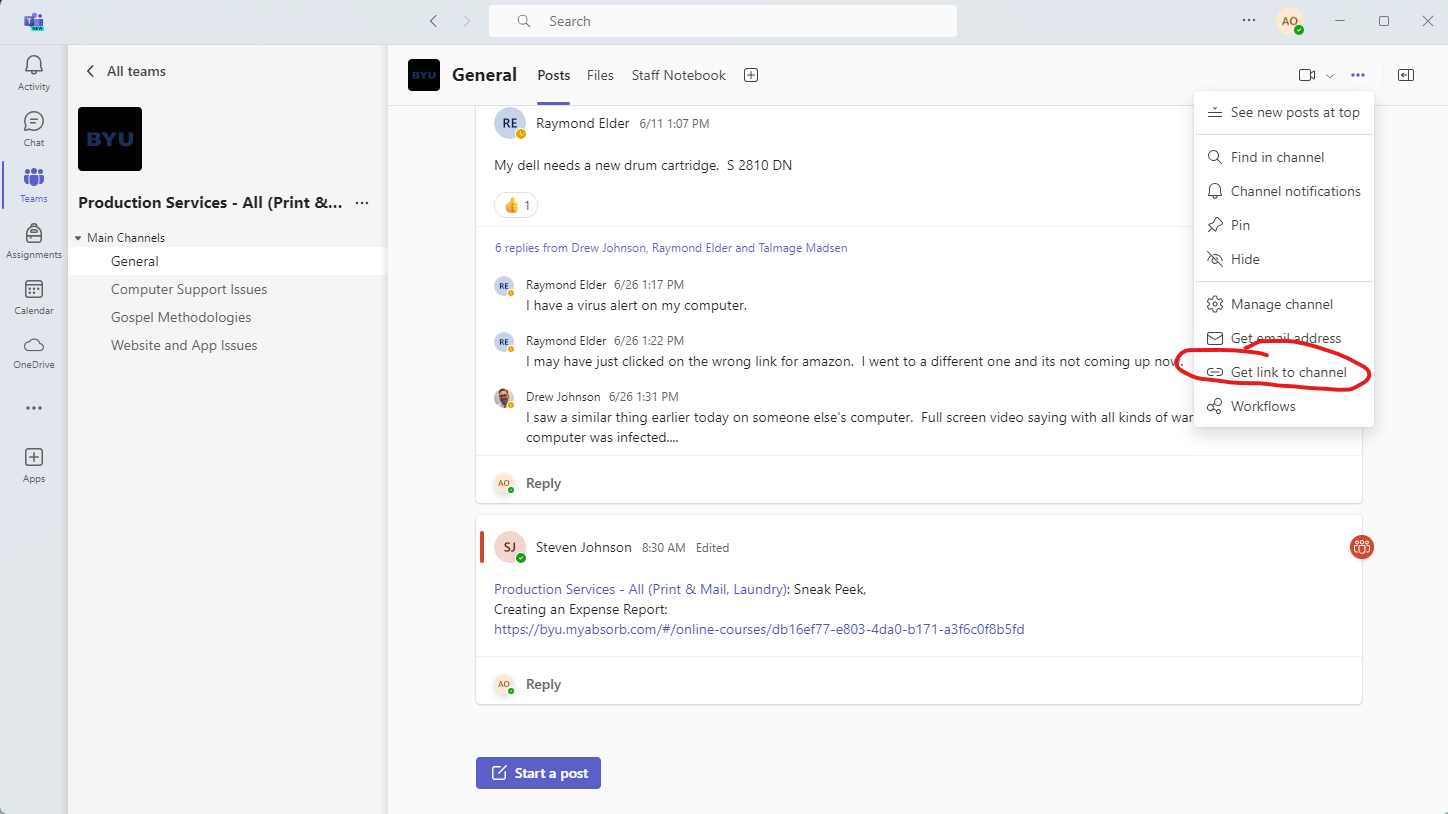 NEW
Search
AO
Activity
Chat
Teams
Assignments
Calendar
OneDrive
Apps
All teams
BYU
Production Services - All (Print &...
Main Channels
General
Computer Support Issues
Gospel Methodologies
Website and App Issues
BYU
General
Posts
Files
Staff Notebook
RE
Raymond Elder 6/11 1:07 PM
My dell needs a new drum cartridge.  S 2810 DN
👍 1
6 replies from Drew Johnson, Raymond Elder and Talmage Madsen
RE
Raymond Elder 6/26 1:17 PM
I have a virus alert on my computer.
RE
Raymond Elder 6/26 1:22 PM
I may have just clicked on the wrong link for amazon.  I went to a different one and its not coming up now.
Drew Johnson 6/26 1:31 PM
I saw a similar thing earlier today on someone else's computer.  Full screen video saying with all kinds of war
computer was infected....
AO
Reply
SJ
Steven Johnson 8:30 AM Edited
Production Services - All (Print & Mail, Laundry): Sneak Peek,
Creating an Expense Report:
https://byu.myabsorb.com/#/online-courses/db16ef77-e803-4da0-b171-a3f6c0f8b5fd
AO
Reply
Start a post
See new posts at top
Find in channel
Channel notifications
Pin
Hide
Manage channel
Get email address
Get link to channel
Workflows